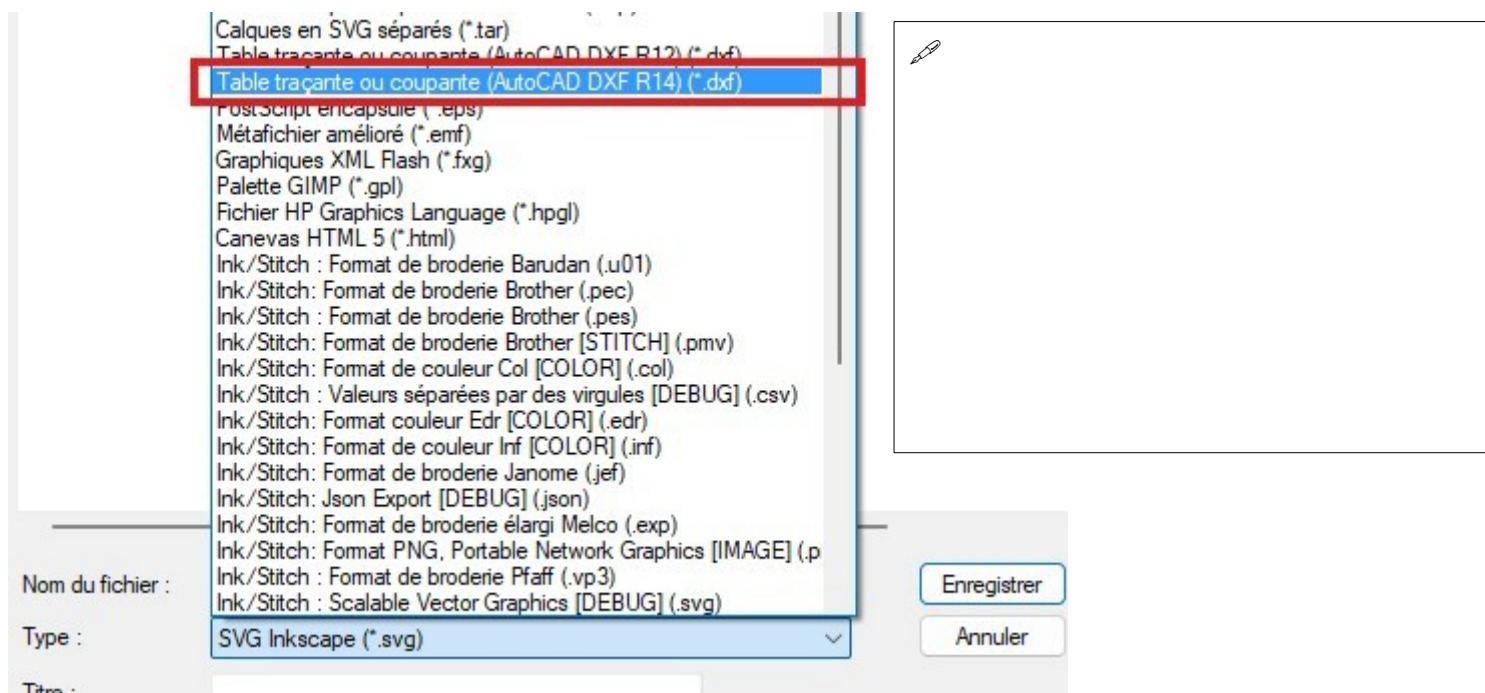 Calques en SVG séparés (*.tar)
Table traçante ou coupante (AutoCAD DXF R12) (*.dxf)
Table traçante ou coupante (AutoCAD DXF R14) (*.dxf)
PostScript encapsulé (*.eps)
Métafichier amélioré (*.emf)
Graphiques XML Flash (*.fxg)
Palette GIMP (*.gpl)
Fichier HP Graphics Language (*.hpgl)
Canevas HTML 5 (*.html)
Ink/Stitch : Format de broderie Barudan (.u01)
Ink/Stitch: Format de broderie Brother (.pec)
Ink/Stitch : Format de broderie Brother (.pes)
Ink/Stitch: Format de broderie Brother [STITCH] (.pmv)
Ink/Stitch: Format de couleur Col [COLOR] (.col)
Ink/Stitch : Valeurs séparées par des virgules [DEBUG] (.csv)
Ink/Stitch: Format couleur Edr [COLOR] (.edr)
Ink/Stitch: Format de couleur Inf [COLOR] (.inf)
Ink/Stitch: Format de broderie Janome (.jef)
Ink/Stitch: Json Export [DEBUG] (.json)
Ink/Stitch: Format de broderie élargi Melco (.exp)
Ink/Stitch: Format PNG, Portable Network Graphics [IMAGE] (.p
Ink/Stitch : Format de broderie Pfaff (.vp3)
Ink/Stitch : Scalable Vector Graphics [DEBUG] (.svg)
Nom du fichier :
Enregistrer
Type :
SVG Inkscape (*.svg)
Annuler
Titre :